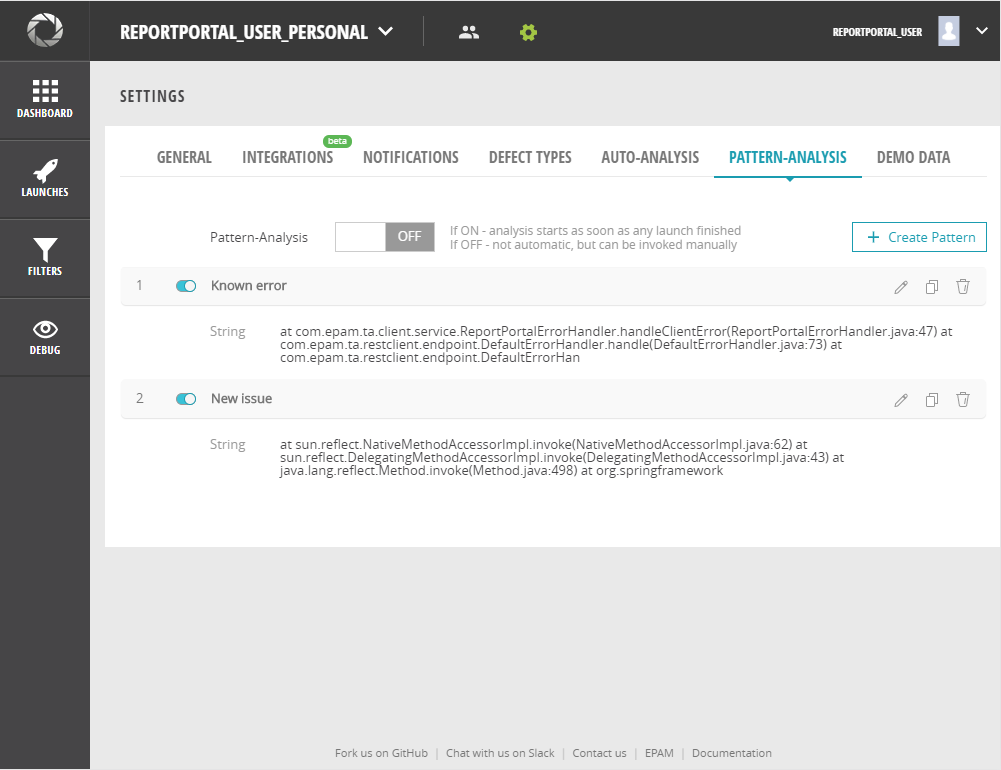 REPORTPORTAL_USER_PERSONAL
REPORTPORTAL_USER
DASHBOARD
LAUNCHES
FILTERS
DEBUG
SETTINGS
GENERAL
INTEGRATIONS
beta
NOTIFICATIONS
DEFECT TYPES
AUTO-ANALYSIS
PATTERN-ANALYSIS
DEMO DATA
Pattern-Analysis
OFF
If ON - analysis starts as soon as any launch finished
If OFF - not automatic, but can be invoked manually
+ Create Pattern
1 Known error
String
at com.epam.ta.client.service.ReportPortalErrorHandler.handleClientError(ReportPortalErrorHandler.java:47) at
com.epam.ta.restclient.endpoint.DefaultErrorHandler.handle(DefaultErrorHandler.java:73) at
com.epam.ta.restclient.endpoint.DefaultErrorHan
2 New issue
String
at sun.reflect.NativeMethodAccessorImpl.invoke(NativeMethodAccessorImpl.java:62) at
sun.reflect.DelegatingMethodAccessorImpl.invoke(DelegatingMethodAccessorImpl.java:43) at
java.lang.reflect.Method.invoke(Method.java:498) at org.springframework
Fork us on GitHub | Chat with us on Slack | Contact us | EPAM | Documentation